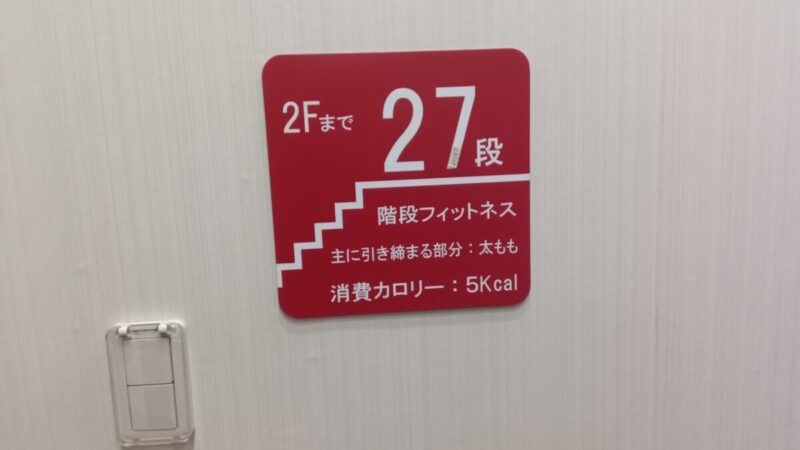 2Fまで 27段
階段フィットネス
主に引き締まる部分：太もも
消費カロリー：5Kcal